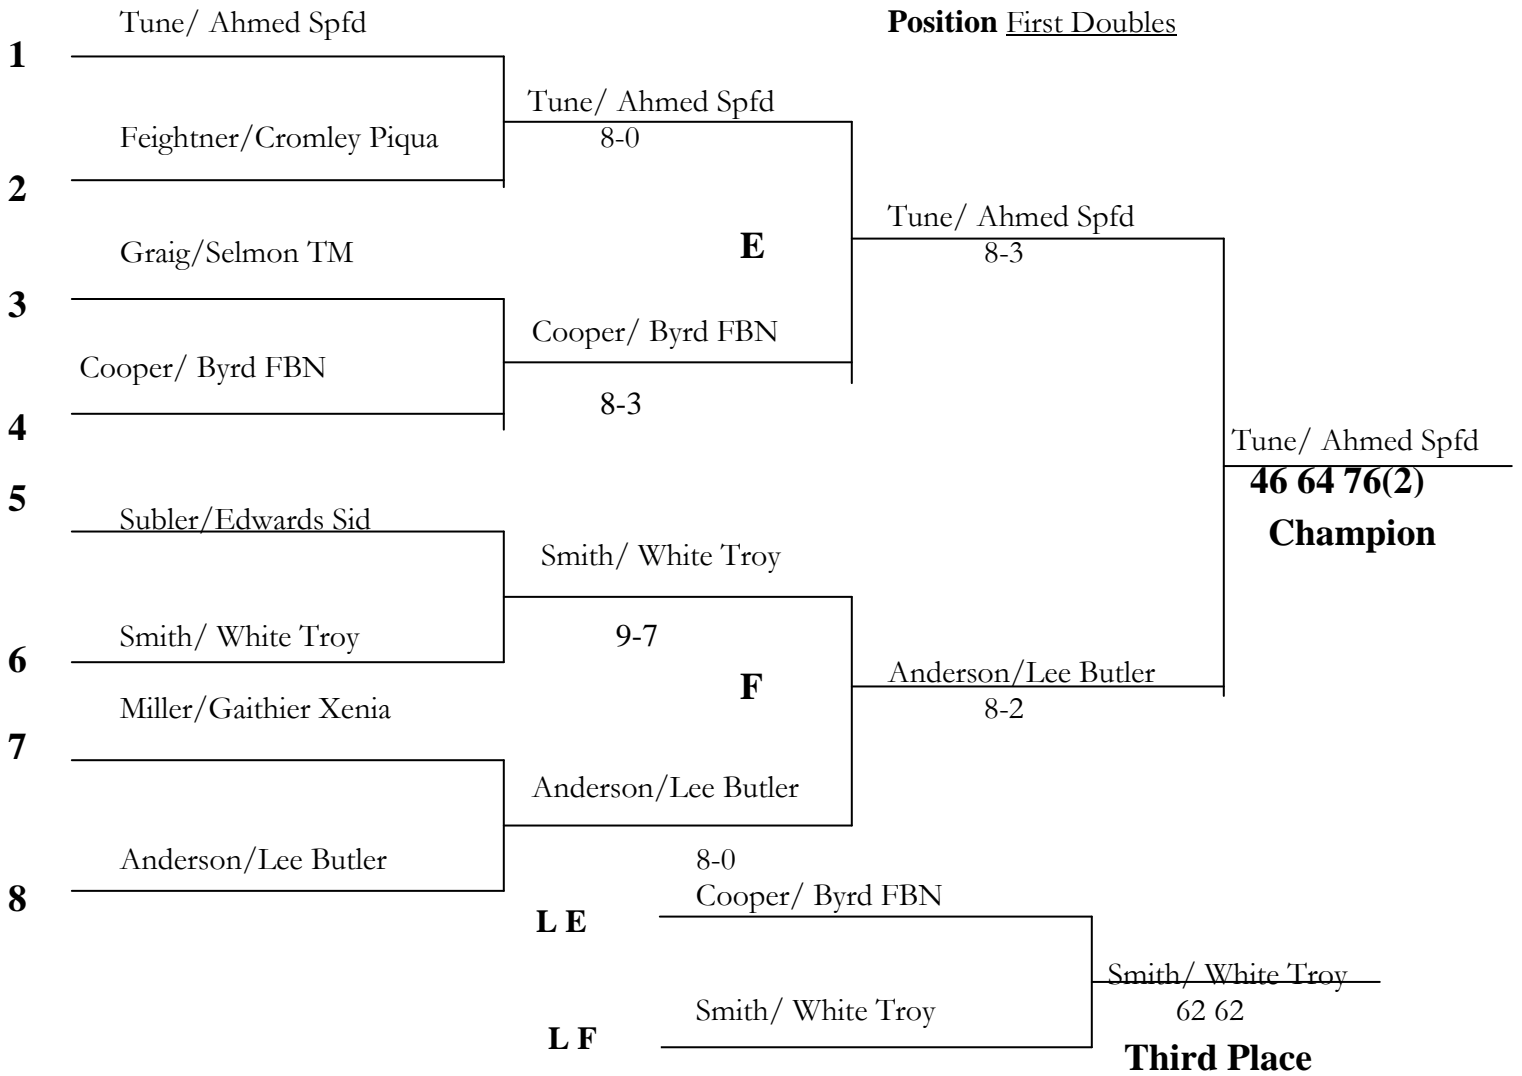 Tune/ Ahmed Spfd
Position First Doubles
1
Tune/ Ahmed Spfd
8-0
Feightner/Cromley Piqua
2
Tune/ Ahmed Spfd
8-3
E
Graig/Selmon TM
3
Cooper/ Byrd FBN
8-3
Cooper/ Byrd FBN
4
Tune/ Ahmed Spfd
46 64 76(2)
Champion
5
Subler/Edwards Sid
Smith/ White Troy
9-7
Smith/ White Troy
6
F
Anderson/Lee Butler
8-2
Miller/Gaithier Xenia
7
Anderson/Lee Butler
8-0
Anderson/Lee Butler
8
L E
Cooper/ Byrd FBN
Smith/ White Troy
62 62
Third Place
Smith/ White Troy
L F